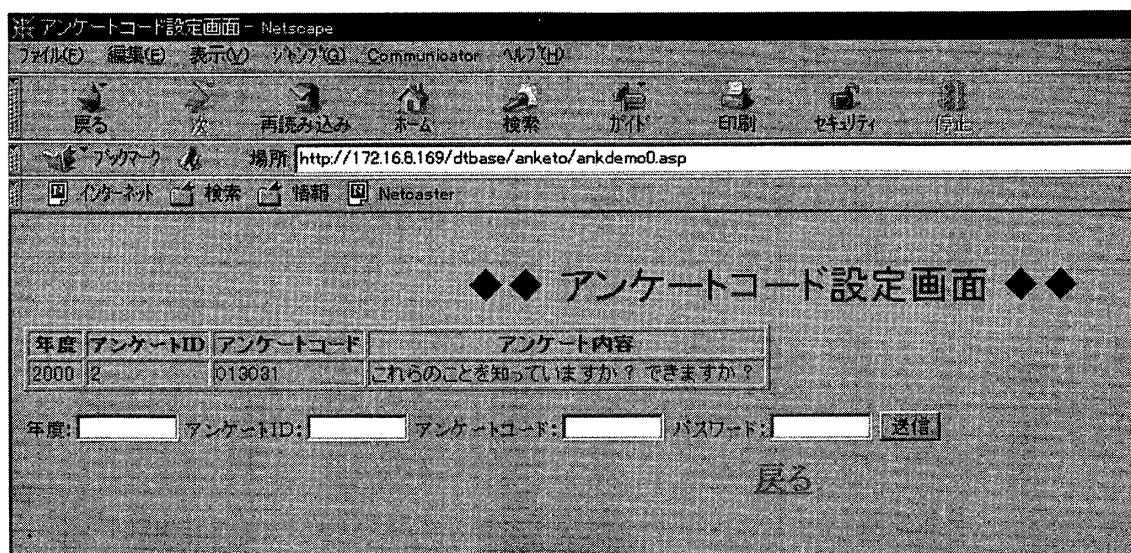 アンケートコード設定画面 - Netscape
ファイル(F) 編集(E) 表示(V) ジャンプ(G) Communicator ヘルプ(H)
戻る 次 再読み込み ホーム 検索 ガイド 印刷 セキュリティ 停止
ブックマーク 場所 http://172.16.8.169/dtbase/anketo/ankdemo0.asp
インターネット 検索 情報 Netcaster
◆◆ アンケートコード設定画面 ◆◆
年度 アンケートID アンケートコード アンケート内容
2000 2 013031 これらのことを知っていますか? できますか?
年度: アンケートID: アンケートコード: パスワード: 送信
戻る